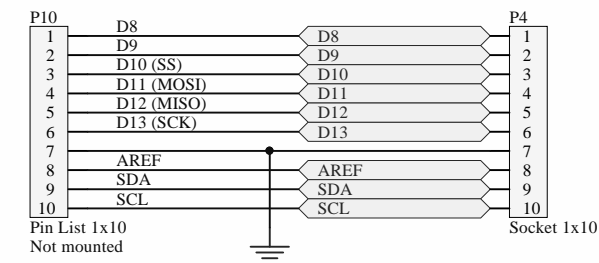 P10 P4
1 D8 D8 1
2 D9 D9 2
3 D10 (SS) D10 3
4 D11 (MOSI) D11 4
5 D12 (MISO) D12 5
6 D13 (SCK) D13 6
7 7
8 AREF AREF 8
9 SDA SDA 9
10 SCL SCL 10
Pin List 1x10 Socket 1x10
Not mounted